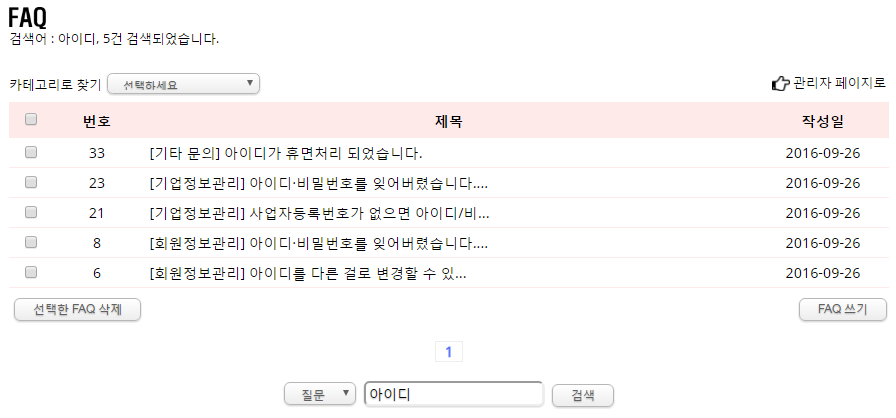 FAQ
검색어 : 아이디, 5건 검색되었습니다.
카테고리로 찾기 선택하세요 관리자 페이지로
번호 제목 작성일
33 [기타 문의] 아이디가 휴면처리 되었습니다. 2016-09-26
23 [기업정보관리] 아이디·비밀번호를 잊어버렸습니다.... 2016-09-26
21 [기업정보관리] 사업자등록번호가 없으면 아이디/비... 2016-09-26
8 [회원정보관리] 아이디·비밀번호를 잊어버렸습니다.... 2016-09-26
6 [회원정보관리] 아이디를 다른 걸로 변경할 수 있... 2016-09-26
선택한 FAQ 삭제 FAQ 쓰기
1
질문 아이디 검색